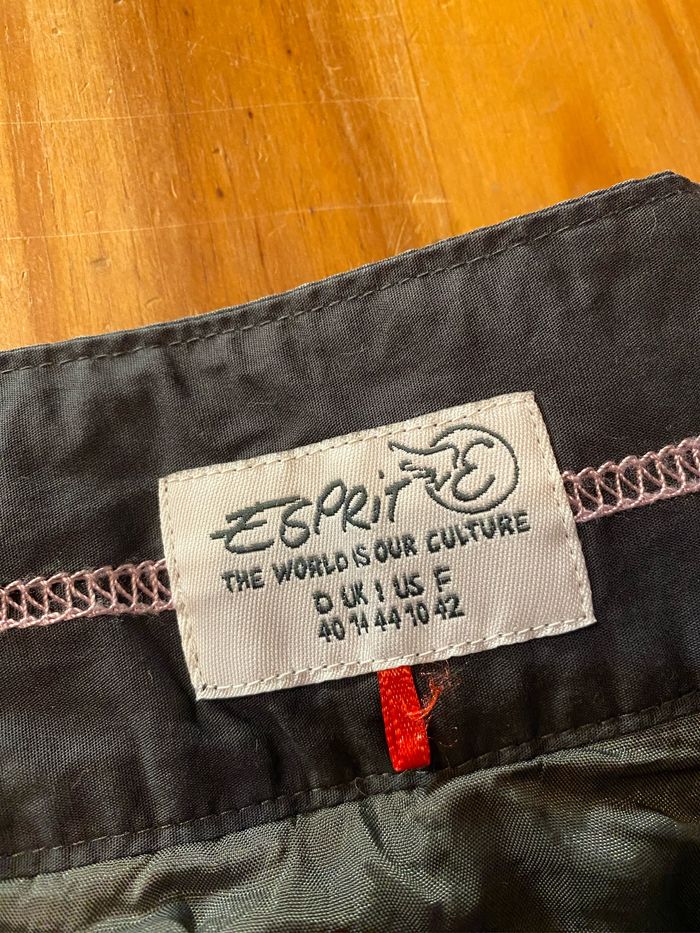 ESPRIT E
THE WORLD IS OUR CULTURE
D UK I US F
40 14 44 10 42